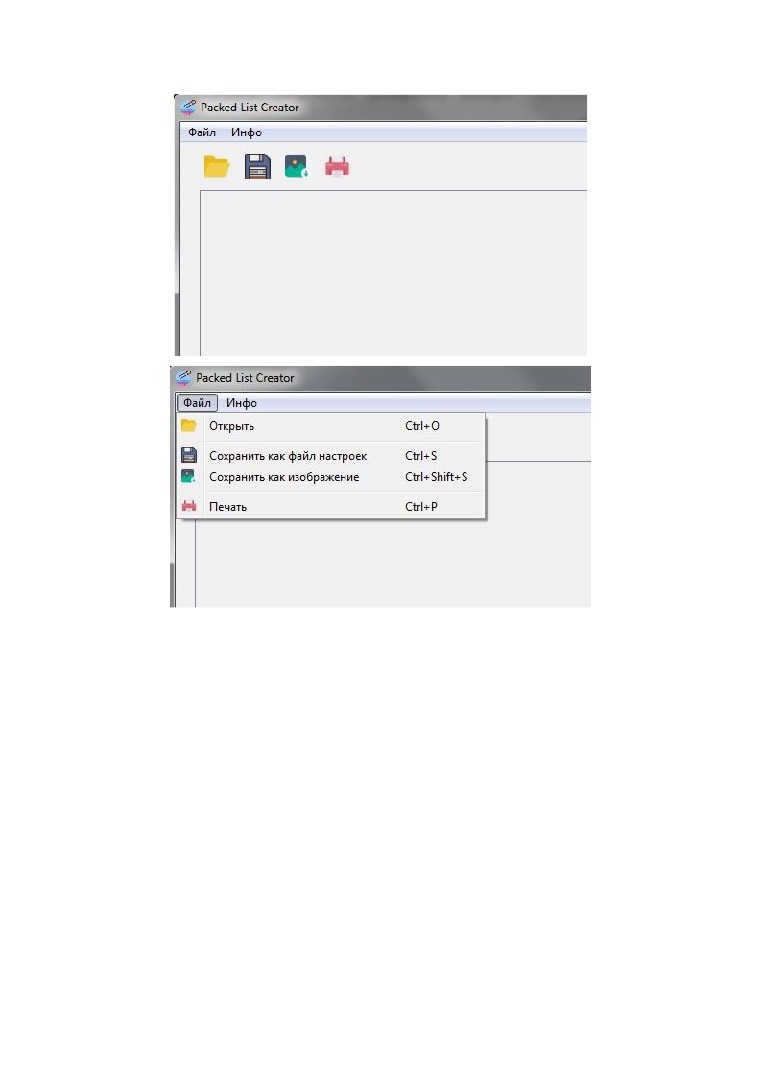 Packed List Creator
Файл Инфо
Packed List Creator
Файл Инфо
Открыть Ctrl+O
Сохранить как файл настроек Ctrl+S
Сохранить как изображение Ctrl+Shift+S
Печать Ctrl+P